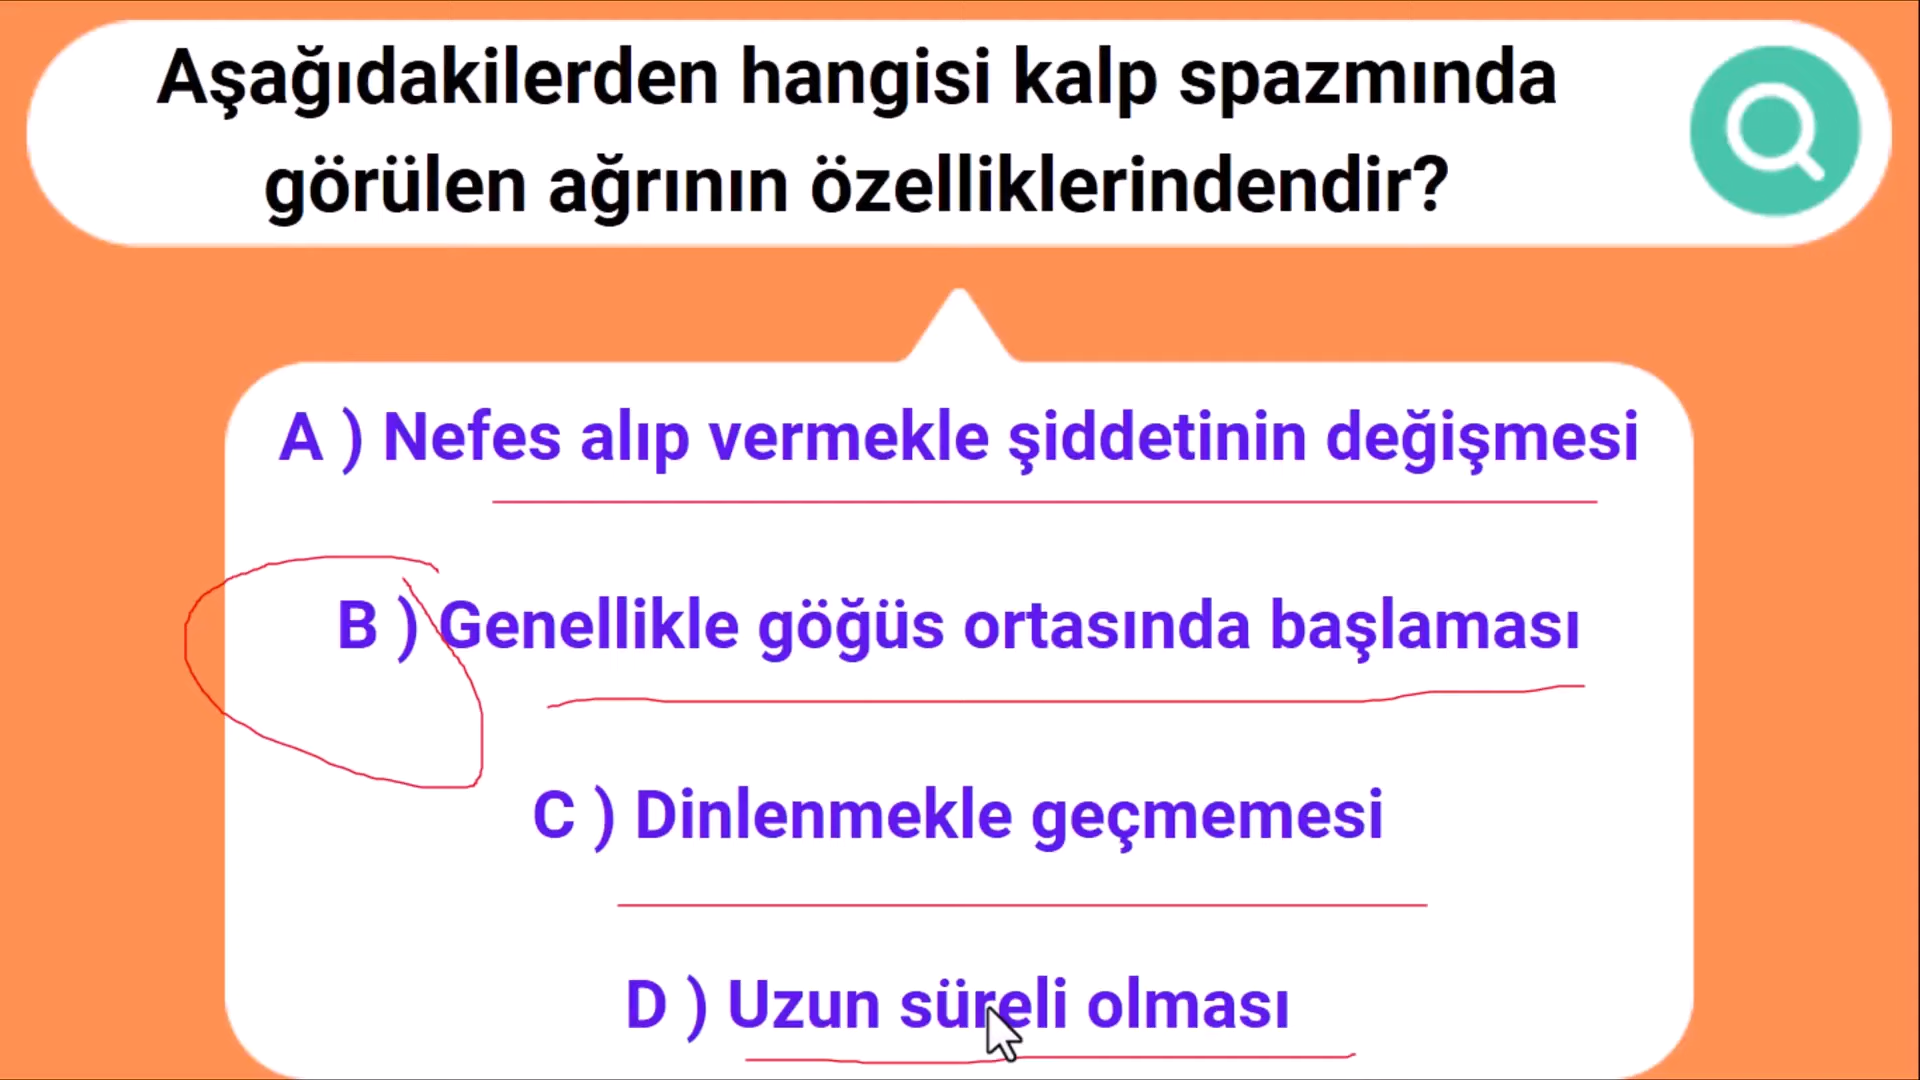 Aşağıdakilerden hangisi kalp spazmında
görülen ağrının özelliklerindendir?
A ) Nefes alıp vermekle şiddetinin değişmesi
B ) Genellikle göğüs ortasında başlaması
C ) Dinlenmekle geçmemesi
D ) Uzun süreli olması